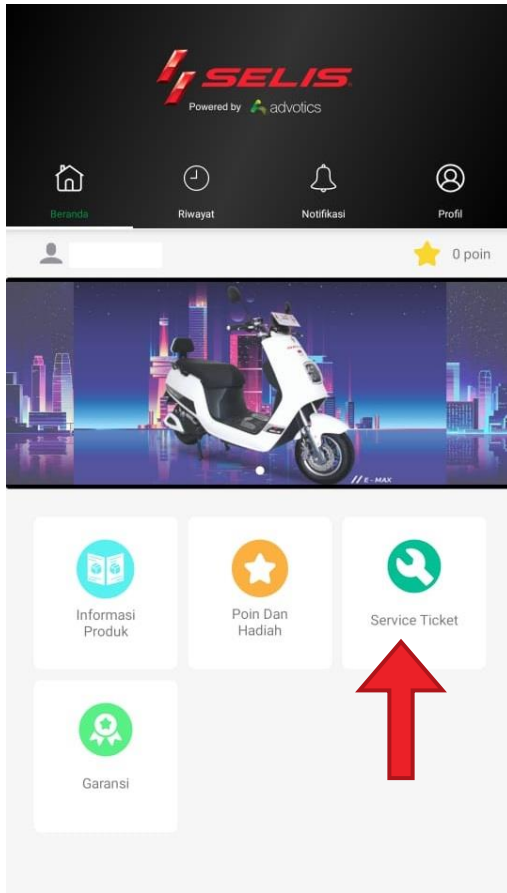 SELIS
Powered by advotics
Beranda
Riwayat
Notifikasi
Profil
0 poin
// E - MAX
Informasi
Produk
Poin Dan
Hadiah
Service Ticket
Garansi